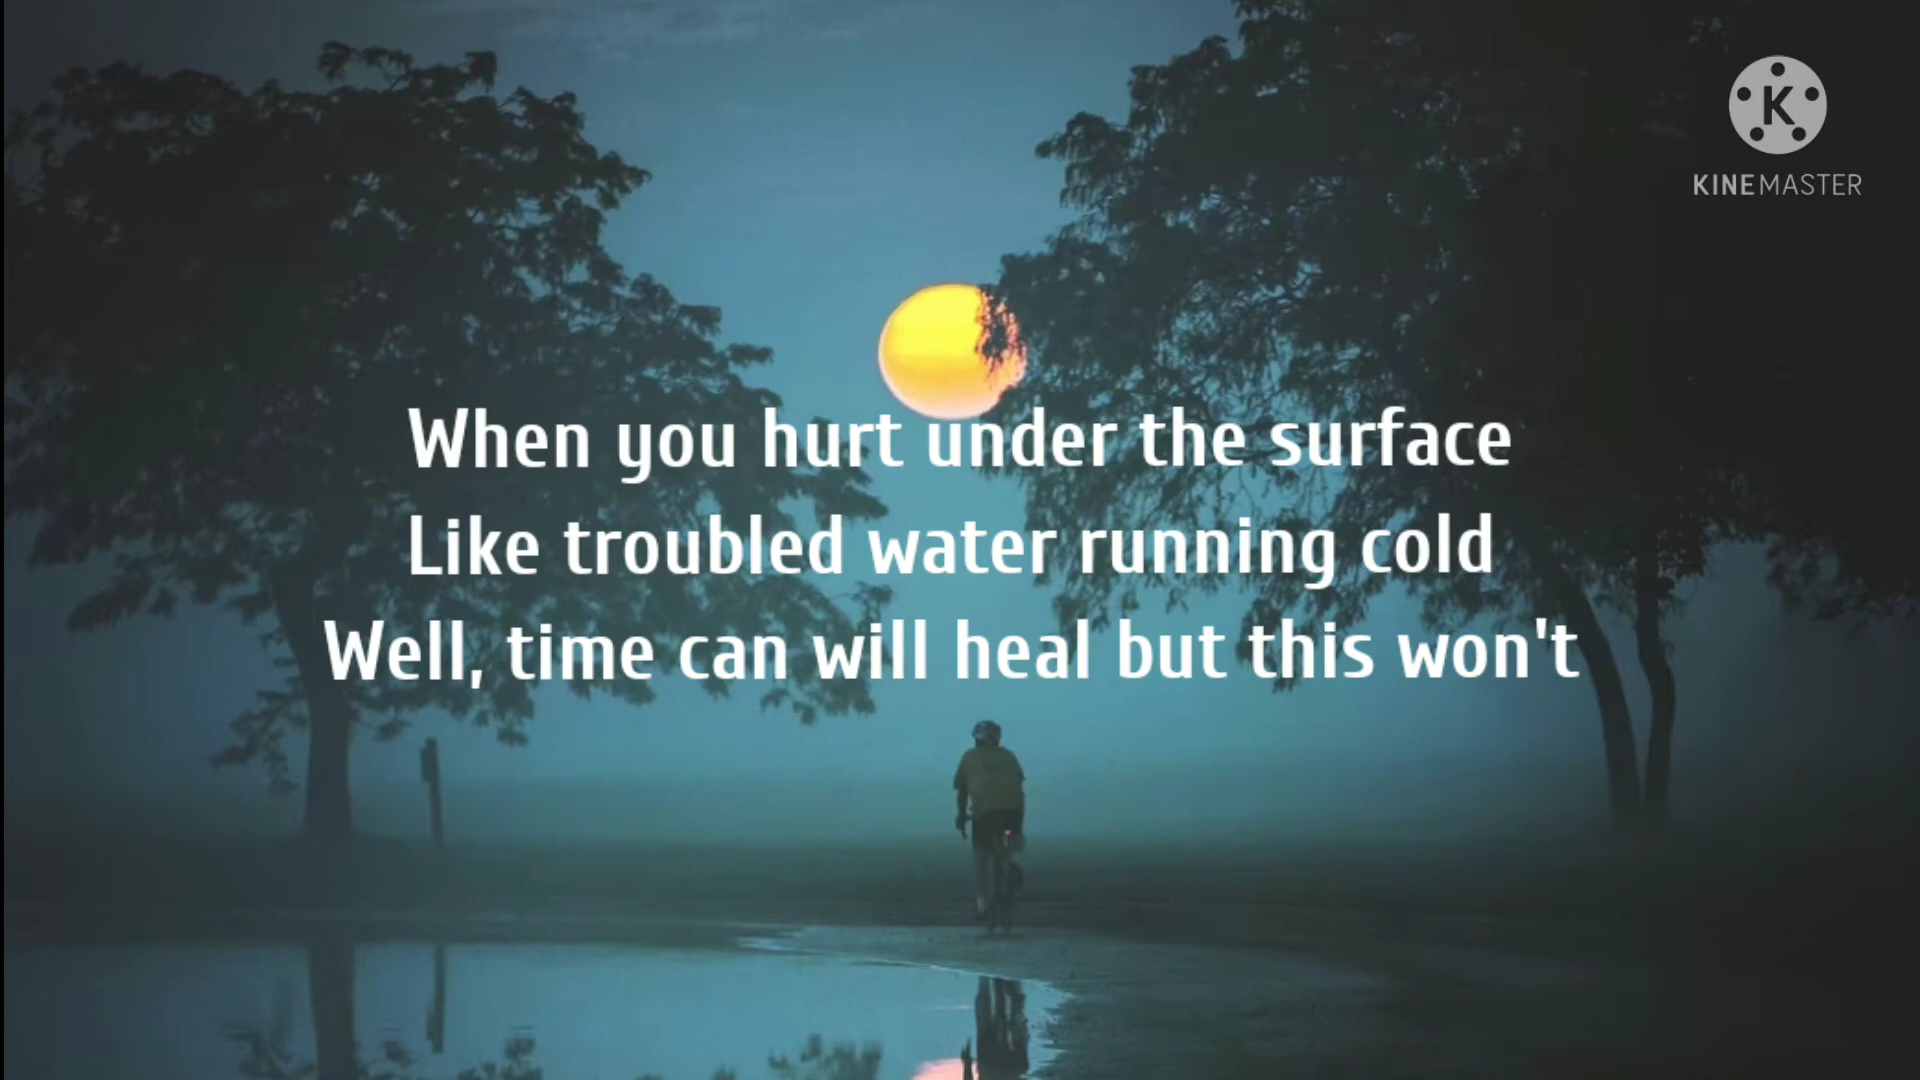 K
KINEMASTER
When you hurt under the surface
Like troubled water running cold
Well, time can will heal but this won't